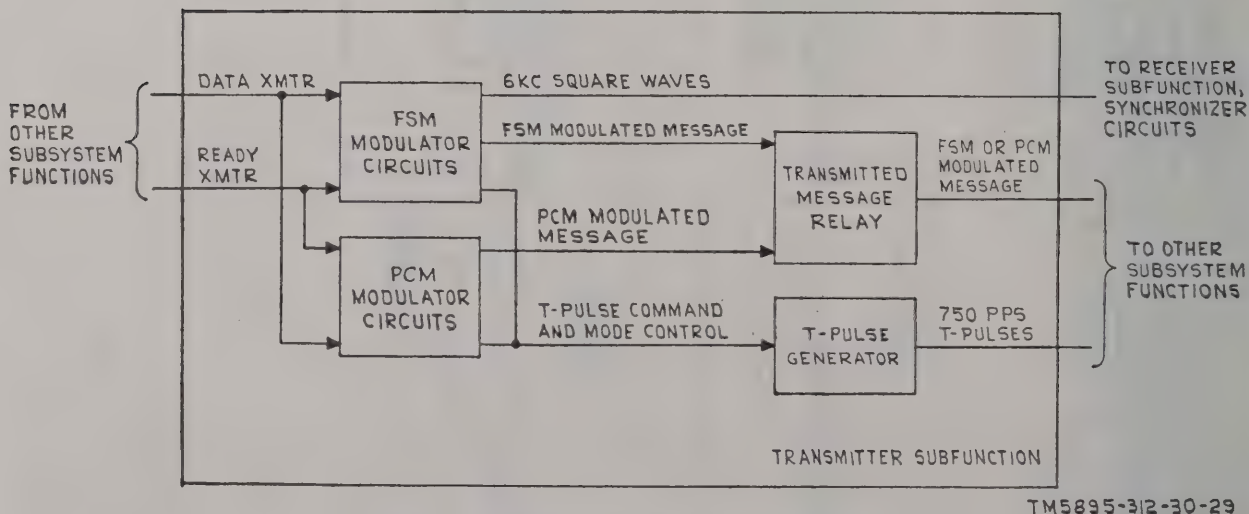 FROM
OTHER
SUBSYSTEM
FUNCTIONS
DATA XMTR
READY
XMTR
FSM
MODULATOR
CIRCUITS
PCM
MODULATOR
CIRCUITS
6KC SQUARE WAVES
FSM MODULATED MESSAGE
PCM MODULATED
MESSAGE
T-PULSE COMMAND
AND MODE CONTROL
TRANSMITTED
MESSAGE
RELAY
T-PULSE
GENERATOR
TO RECEIVER
SUBFUNCTION,
SYNCHRONIZER
CIRCUITS
FSM OR PCM
MODULATED
MESSAGE
750 PPS
T-PULSES
TO OTHER
SUBSYSTEM
FUNCTIONS
TRANSMITTER SUBFUNCTION
TM5895-312-30-29